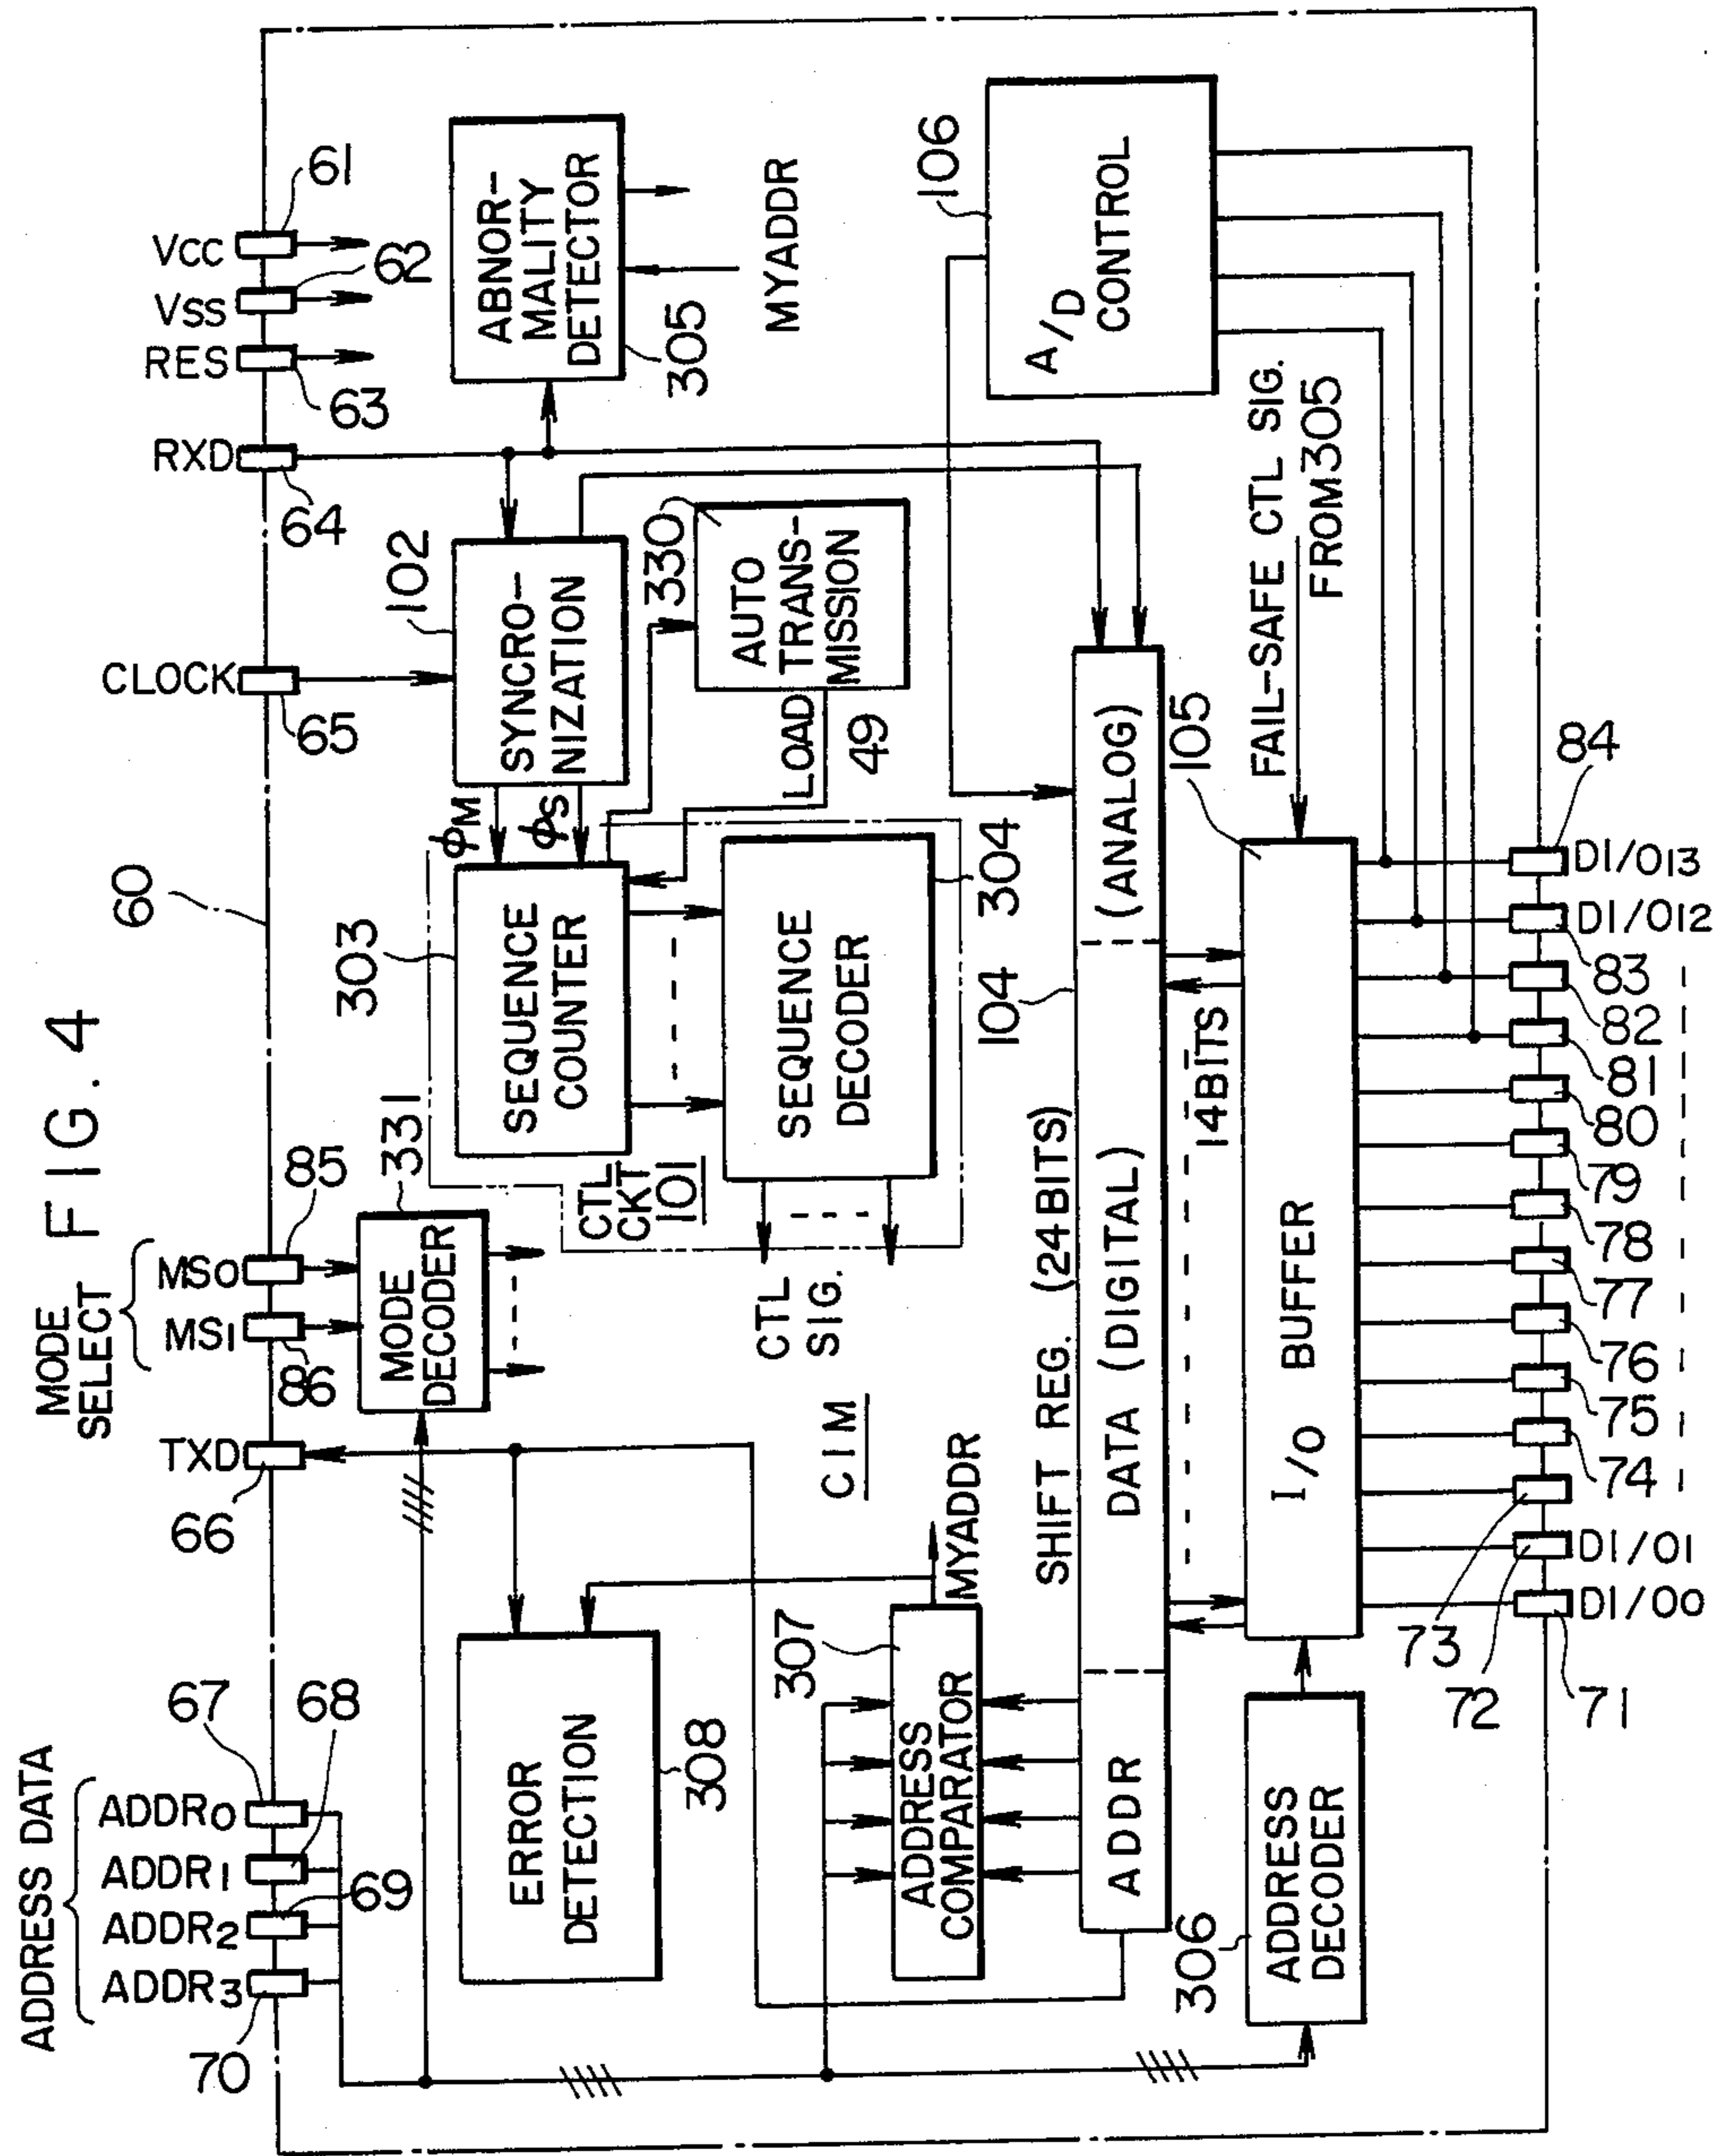 FIG. 4
ADDRESS DATA
ADDR3
ADDR2
ADDR1
ADDR0
70
69
68
67
TXD
66
MODE
SELECT
MS1
MS0
86
85
60
CLOCK
65
RXD
64
RES
63
VSS
62
VCC
61
ERROR
DETECTION
308
MODE
DECODER
331
SEQUENCE
COUNTER
303
ΦM
ΦS
SYNCRO-
NIZATION
102
ABNOR-
MALITY
DETECTOR
305
MYADDR
CTL
CKT
101
SEQUENCE
DECODER
304
LOAD
49
AUTO
TRANS-
MISSION
330
CTL
SIG.
CIM
ADDRESS
COMPARATOR
307
MYADDR
SHIFT REG. (24BITS)
104
ADDR
DATA (DIGITAL)
(ANALOG)
A/D
CONTROL
106
14BITS
306
ADDRESS
DECODER
I/O BUFFER
105
FAIL-SAFE CTL SIG.
FROM305
71
72
73
74
75
76
77
78
79
80
81
82
83
84
DI/O0
DI/O1
DI/O12
DI/O13